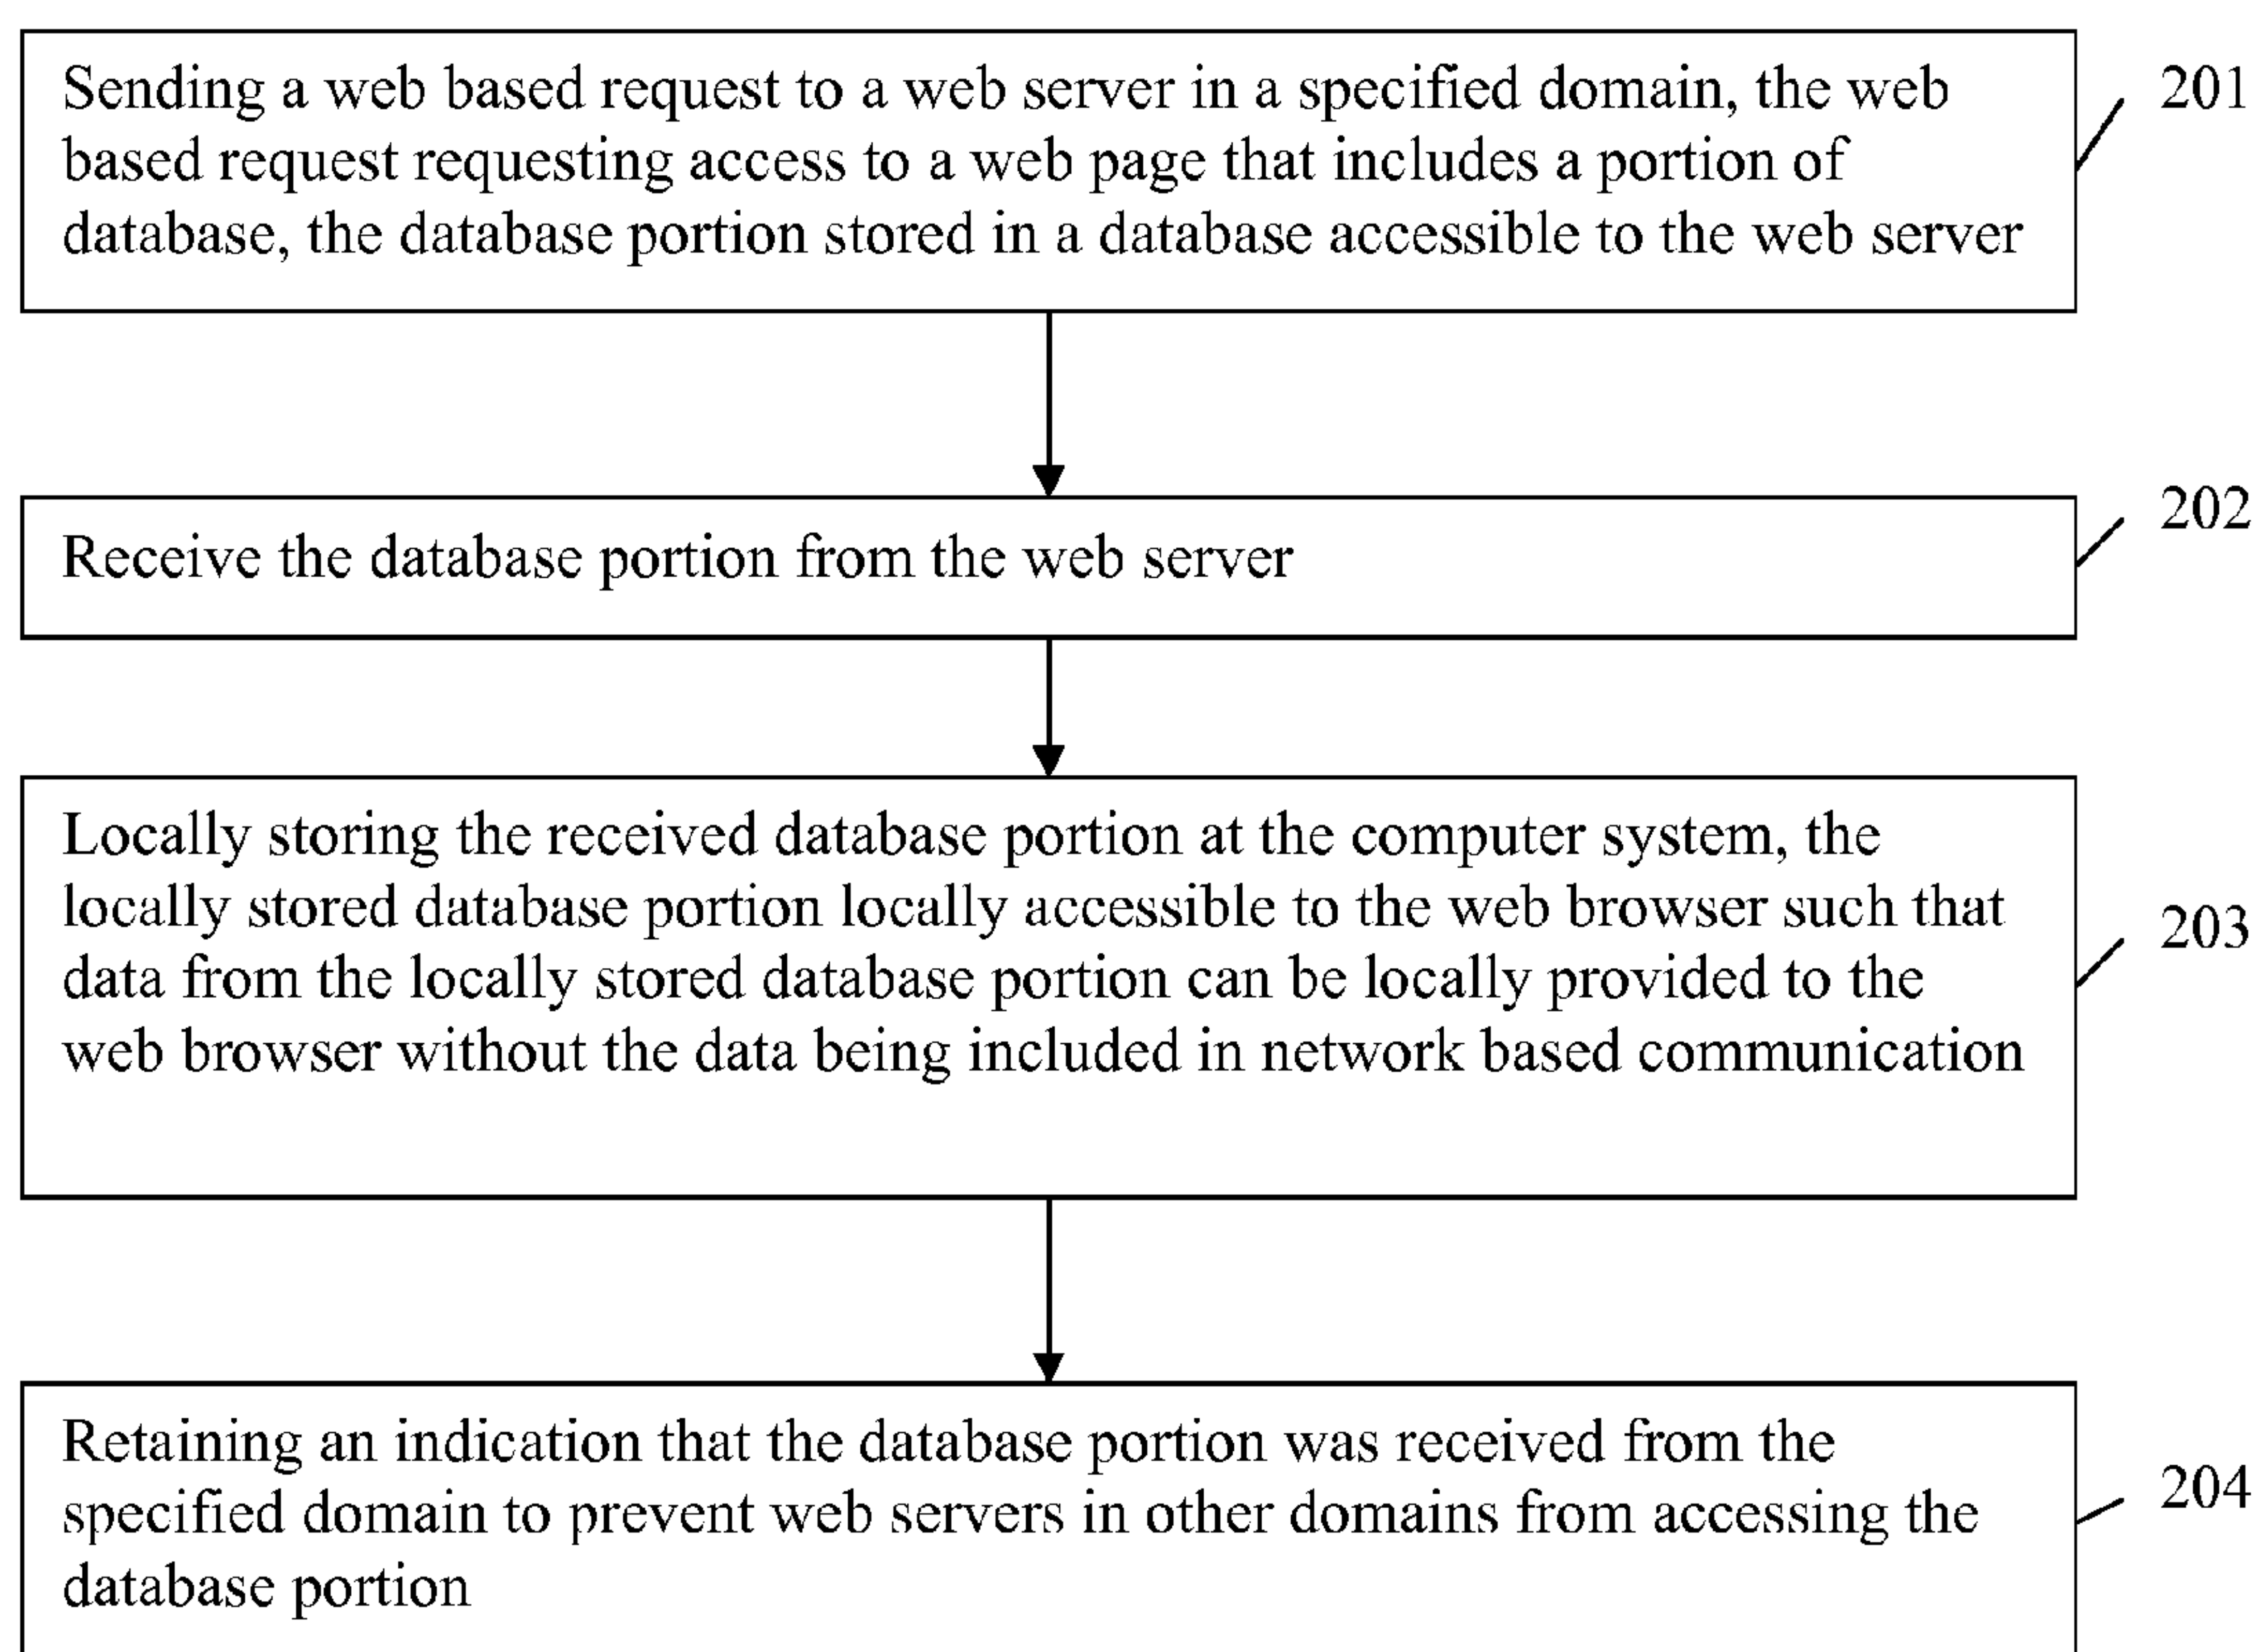 Sending a web based request to a web server in a specified domain, the web
based request requesting access to a web page that includes a portion of
database, the database portion stored in a database accessible to the web server
201
Receive the database portion from the web server
202
Locally storing the received database portion at the computer system, the
locally stored database portion locally accessible to the web browser such that
data from the locally stored database portion can be locally provided to the
web browser without the data being included in network based communication
203
Retaining an indication that the database portion was received from the
specified domain to prevent web servers in other domains from accessing the
database portion
204